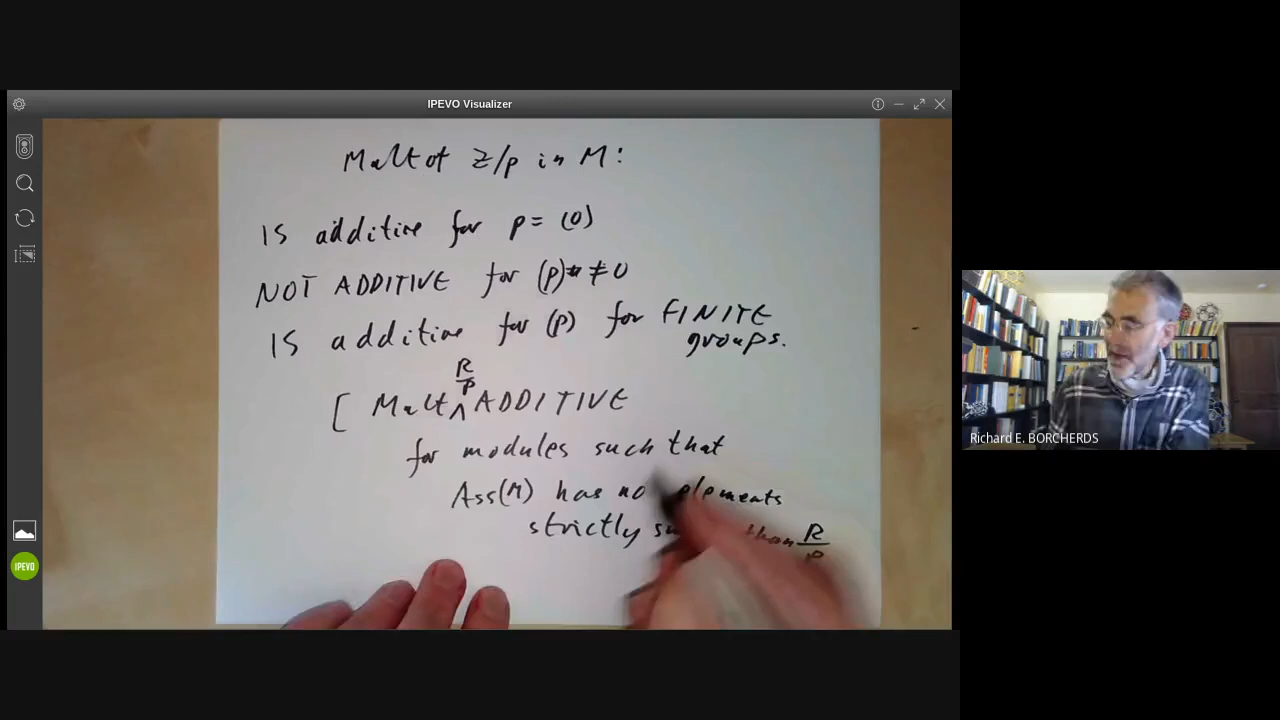 IPEVO Visualizer
Mult of Z/p in M:
IS additive for p = (0)
NOT ADDITIVE for (p) ≠ 0
IS additive for (p) for FINITE
groups.
R
p
[ Mult ^ ADDITIVE
for modules such that
Ass(M) has no elements
strictly than R
p
IPEVO
Richard E. BORCHERDS